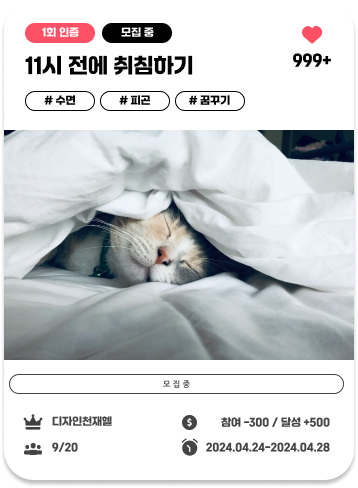 1회 인증 모집 중
11시 전에 취침하기
999+
# 수면 # 피곤 # 꿈꾸기
모집중
디자인천재엘 참여 -300 / 달성 +500
9/20 2024.04.24-2024.04.28